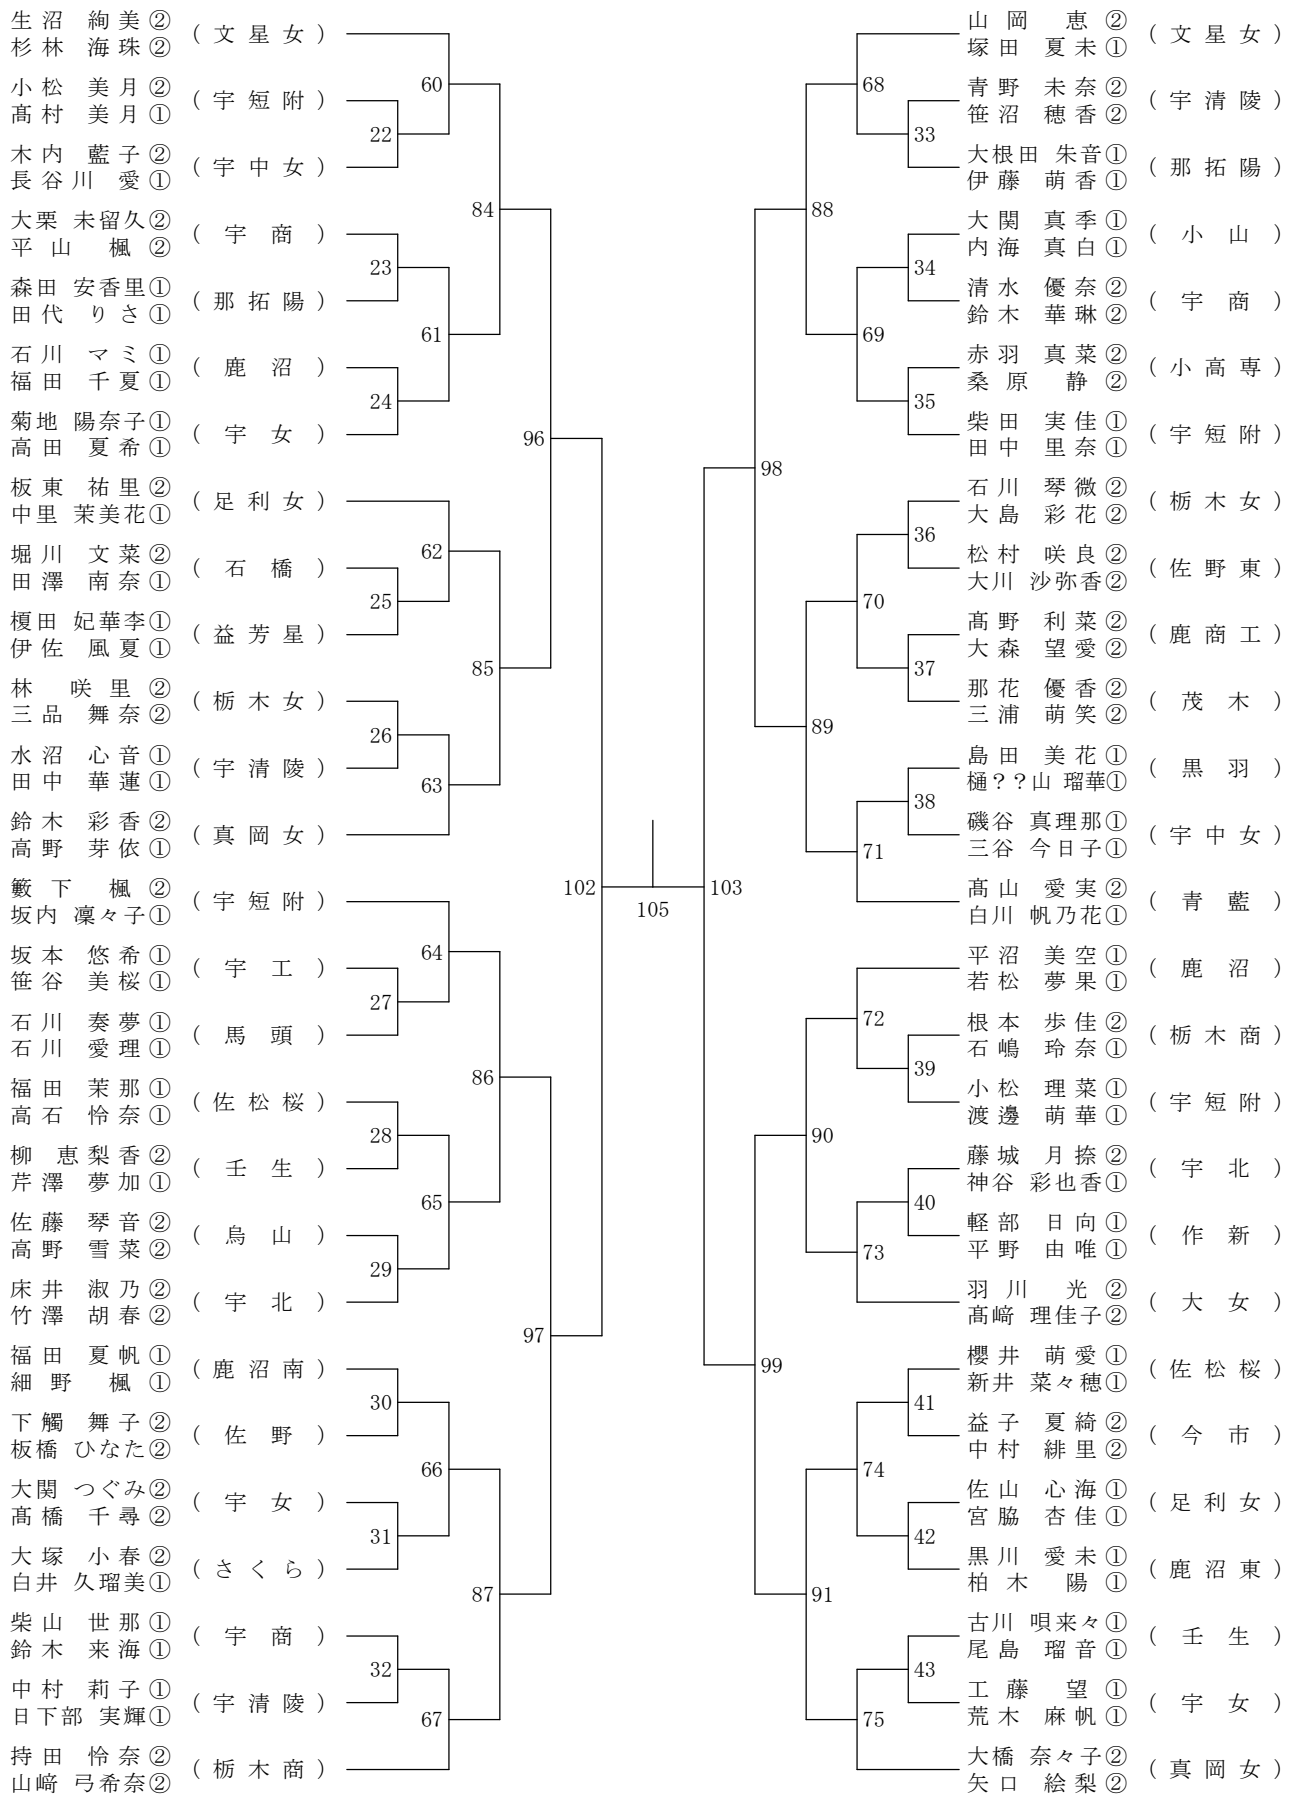 生沼 絢美②
杉林 海珠②
(文星女)
小松 美月②
髙村 美月①
(宇短附)
木内 藍子②
長谷川 愛①
(宇中女)
大栗 未留久②
平山 楓②
(宇商)
森田 安香里①
田代 りさ①
(那拓陽)
石川 マミ①
福田 千夏①
(鹿沼)
菊地 陽奈子①
高田 夏希①
(宇女)
板東 祐里②
中里 茉美花①
(足利女)
堀川 文菜②
田澤 南奈①
(石橋)
榎田 妃華李①
伊佐 風夏①
(益芳星)
林 咲里②
三品 舞奈②
(栃木女)
水沼 心音①
田中 華蓮①
(宇清陵)
鈴木 彩香②
高野 芽依①
(真岡女)
籔下 楓②
坂内 凜々子①
(宇短附)
坂本 悠希①
笹谷 美桜①
(宇工)
石川 奏夢①
石川 愛理①
(馬頭)
福田 茉那①
高石 怜奈①
(佐松桜)
柳 恵梨香②
芹澤 夢加①
(壬生)
佐藤 琴音②
高野 雪菜②
(烏山)
床井 淑乃②
竹澤 胡春②
(宇北)
福田 夏帆①
細野 楓①
(鹿沼南)
下觸 舞子②
板橋 ひなた②
(佐野)
大関 つぐみ②
髙橋 千尋②
(宇女)
大塚 小春②
白井 久瑠美①
(さくら)
柴山 世那①
鈴木 来海①
(宇商)
中村 莉子①
日下部 実輝①
(宇清陵)
持田 怜奈②
山﨑 弓希奈②
(栃木商)
22
23
24
25
26
27
28
29
30
31
32
60
61
62
63
64
65
66
67
84
85
86
87
96
97
102
105
103
98
99
88
89
90
91
68
69
70
71
72
73
74
75
33
34
35
36
37
38
39
40
41
42
43
山岡 恵②
塚田 夏未①
(文星女)
青野 未奈②
笹沼 穂香②
(宇清陵)
大根田 朱音①
伊藤 萌香①
(那拓陽)
大関 真季①
内海 真白①
(小山)
清水 優奈②
鈴木 華琳②
(宇商)
赤羽 真菜②
桑原 静②
(小高専)
柴田 実佳①
田中 里奈①
(宇短附)
石川 琴微②
大島 彩花②
(栃木女)
松村 咲良②
大川 沙弥香②
(佐野東)
髙野 利菜②
大森 望愛②
(鹿商工)
那花 優香②
三浦 萌笑②
(茂木)
島田 美花①
樋??山 瑠華①
(黒羽)
磯谷 真理那①
三谷 今日子①
(宇中女)
髙山 愛実②
白川 帆乃花①
(青藍)
平沼 美空①
若松 夢果①
(鹿沼)
根本 歩佳②
石嶋 玲奈①
(栃木商)
小松 理菜①
渡邊 萌華①
(宇短附)
藤城 月捺②
神谷 彩也香①
(宇北)
軽部 日向①
平野 由唯①
(作新)
羽川 光②
髙﨑 理佳子②
(大女)
櫻井 萌愛①
新井 菜々穂①
(佐松桜)
益子 夏綺②
中村 緋里②
(今市)
佐山 心海①
宮脇 杏佳①
(足利女)
黒川 愛未①
柏木 陽①
(鹿沼東)
古川 唄来々①
尾島 瑠音①
(壬生)
工藤 望①
荒木 麻帆①
(宇女)
大橋 奈々子②
矢口 絵梨②
(真岡女)